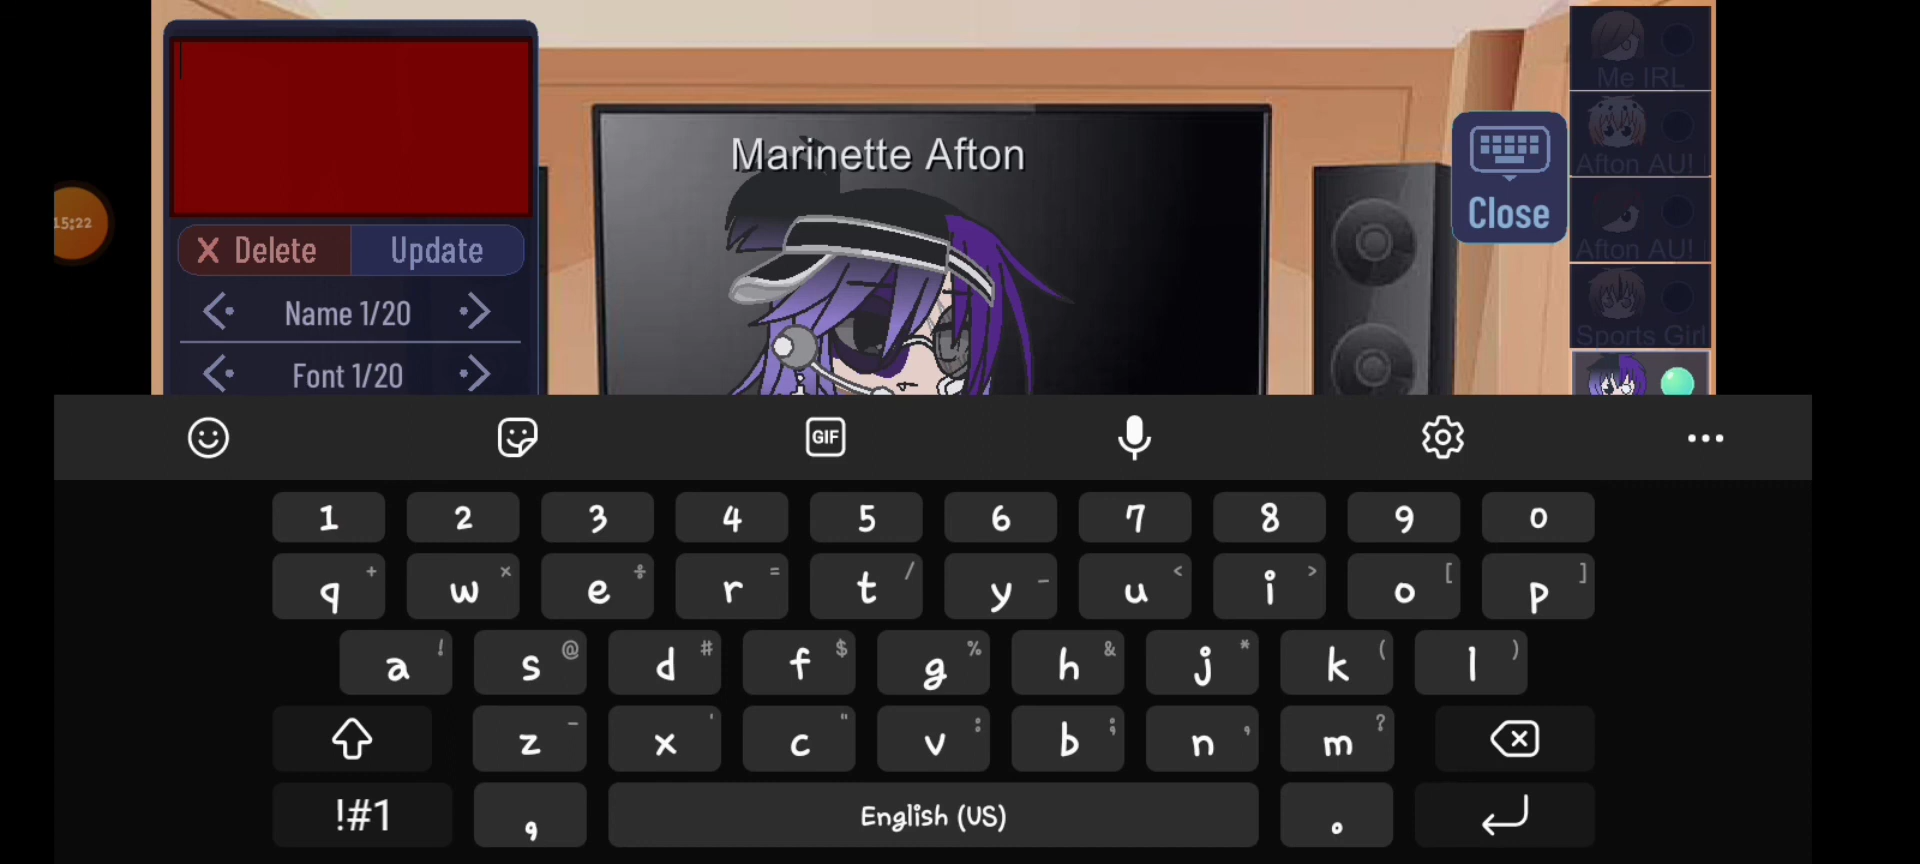 Marinette Afton
Me IRL
Afton AU!
Afton AU!
Sports Girl
15:22
X Delete
Update
Close
Name 1/20
Font 1/20
GIF
1 2 3 4 5 6 7 8 9 0
q + w × e ÷ r = t / y _ u < i > o [ p ]
a ! s @ d # f $ g % h & j * k ( l )
z - x ' c " v : b ; n , m ?
!#1 , English (US) .